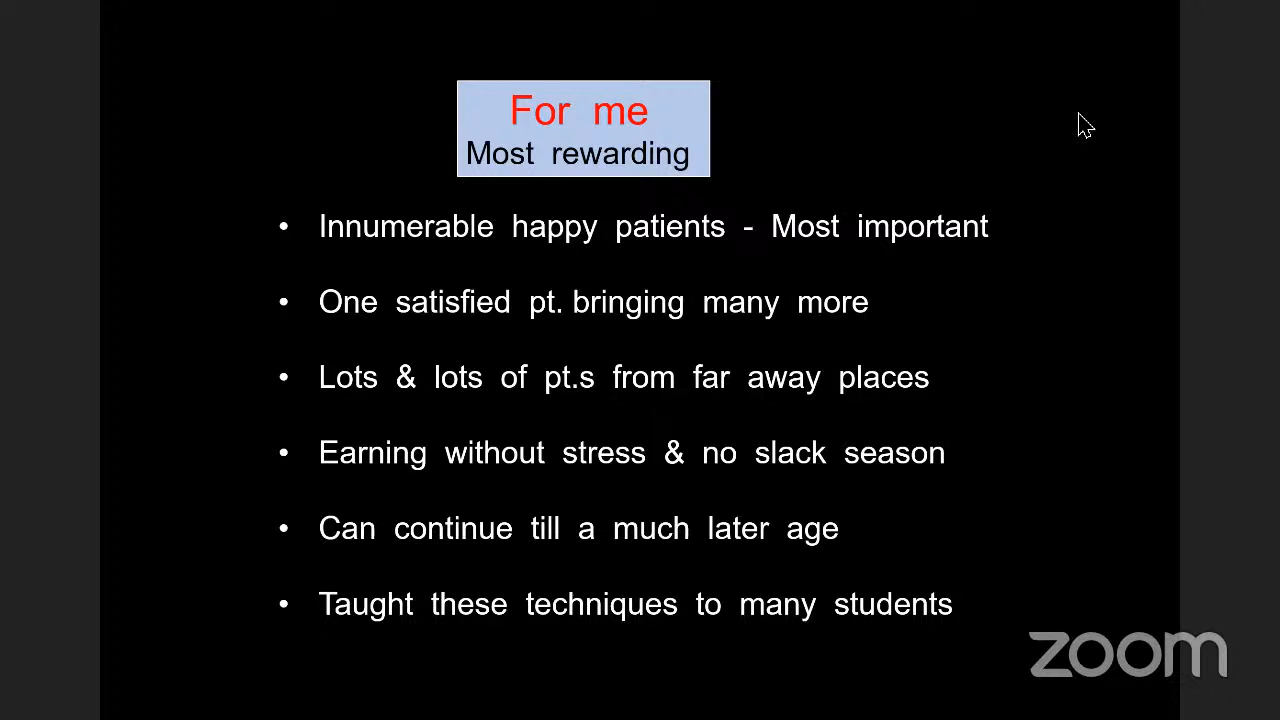 For me
Most rewarding
• Innumerable happy patients - Most important
• One satisfied pt. bringing many more
• Lots & lots of pt.s from far away places
• Earning without stress & no slack season
• Can continue till a much later age
• Taught these techniques to many students
zoom